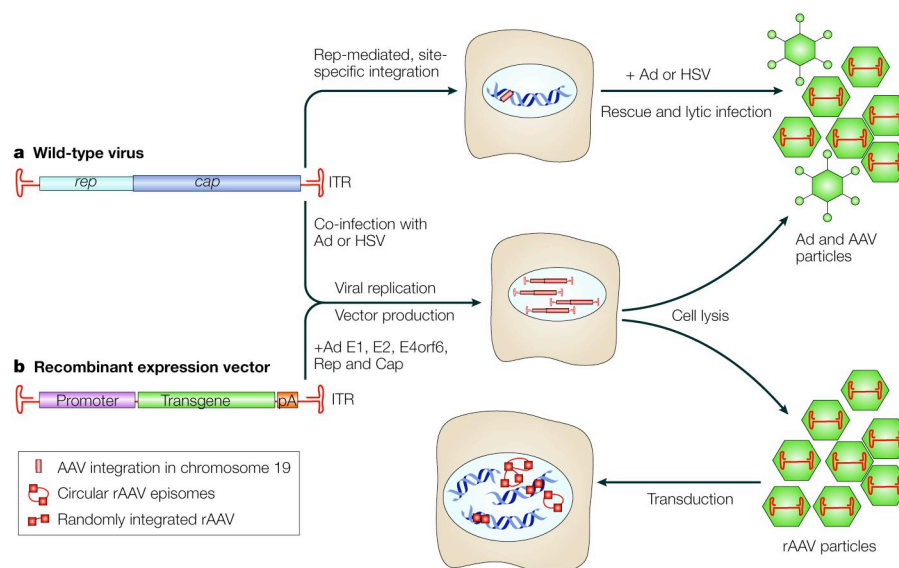 Rep-mediated, site-
specific integration
+ Ad or HSV
Rescue and lytic infection
a Wild-type virus
rep
cap
ITR
Co-infection with
Ad or HSV
Ad and AAV
particles
Viral replication
Vector production
Cell lysis
+Ad E1, E2, E4orf6,
Rep and Cap
b Recombinant expression vector
Promoter
Transgene
pA
ITR
AAV integration in chromosome 19
Circular rAAV episomes
Randomly integrated rAAV
Transduction
rAAV particles